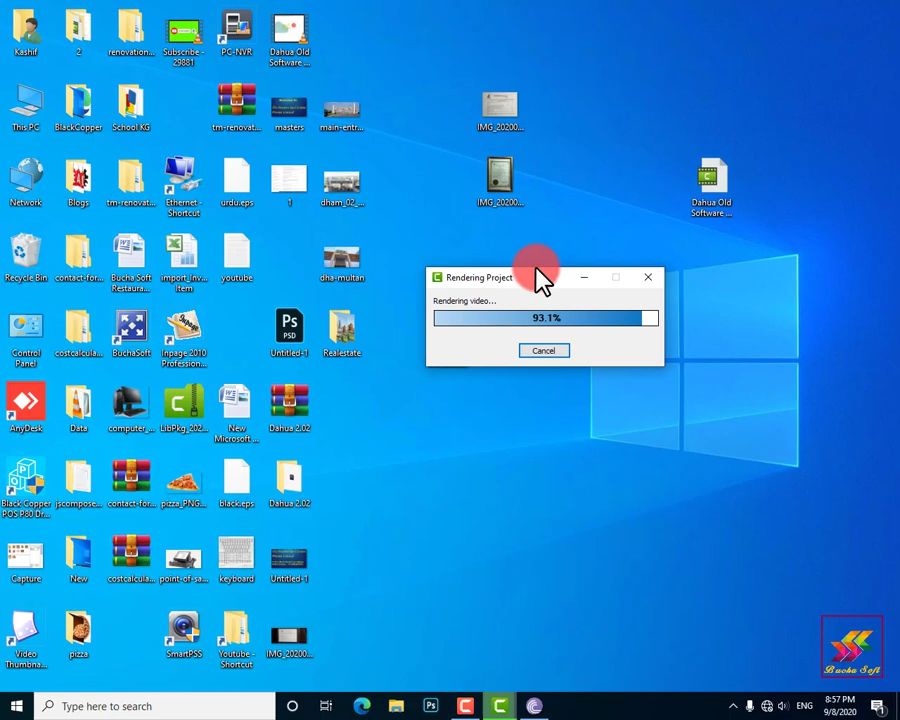 Kashif
2
renovation...
Subscribe -
29881
PC-NVR
Dahua Old
Software ...
This PC
BlackCopper
School KG
tm-renovat...
masters
main-entr...
IMG_20200...
Network
Blogs
tm-renovat...
Ethernet -
Shortcut
urdu.eps
1
dham_02_...
IMG_20200...
Dahua Old
Software ...
Recycle Bin
contact-for...
Bucha Soft
Restaura...
import_Inv...
Item
youtube
dha-multan
Rendering Project
Rendering video...
93.1%
Cancel
Control
Panel
costcalcula...
BuchaSoft
Inpage 2010
Profession...
Ps
PSD
Untitled-1
Realestate
AnyDesk
Data
computer_...
LibPkg_202...
New
Microsoft ...
Dahua 2.02
Black Copper
POS P80 Dr...
jscompose...
contact-for...
pizza_PNG...
black.eps
Dahua 2.02
Capture
New
costcalcula...
point-of-sa...
keyboard
Untitled-1
Video
Thumbna...
pizza
SmartPSS
Youtube -
Shortcut
IMG_20200...
Bucha Soft
Type here to search
Ps
ENG
8:57 PM
9/8/2020
1